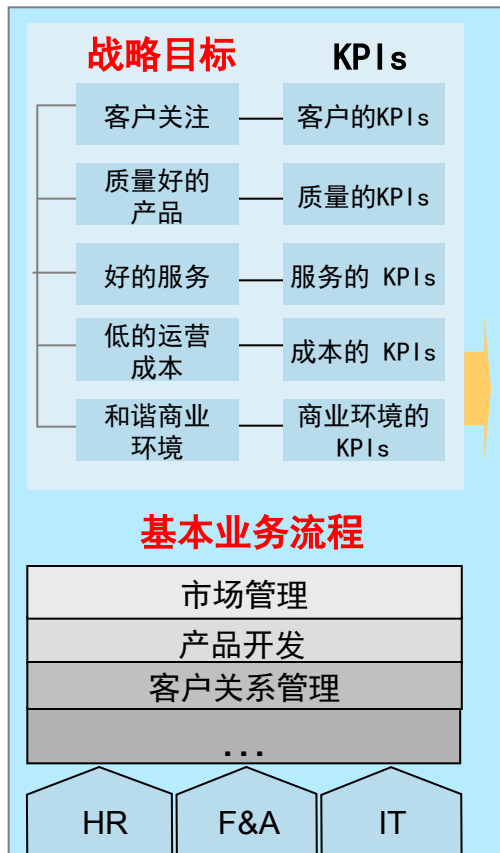 战略目标 KPIs
客户关注 客户的KPIs
质量好的
产品
质量的KPIs
好的服务 服务的 KPIs
低的运营
成本
成本的 KPIs
和谐商业
环境
商业环境的
KPIs
基本业务流程
市场管理
产品开发
客户关系管理
...
HR F&A IT